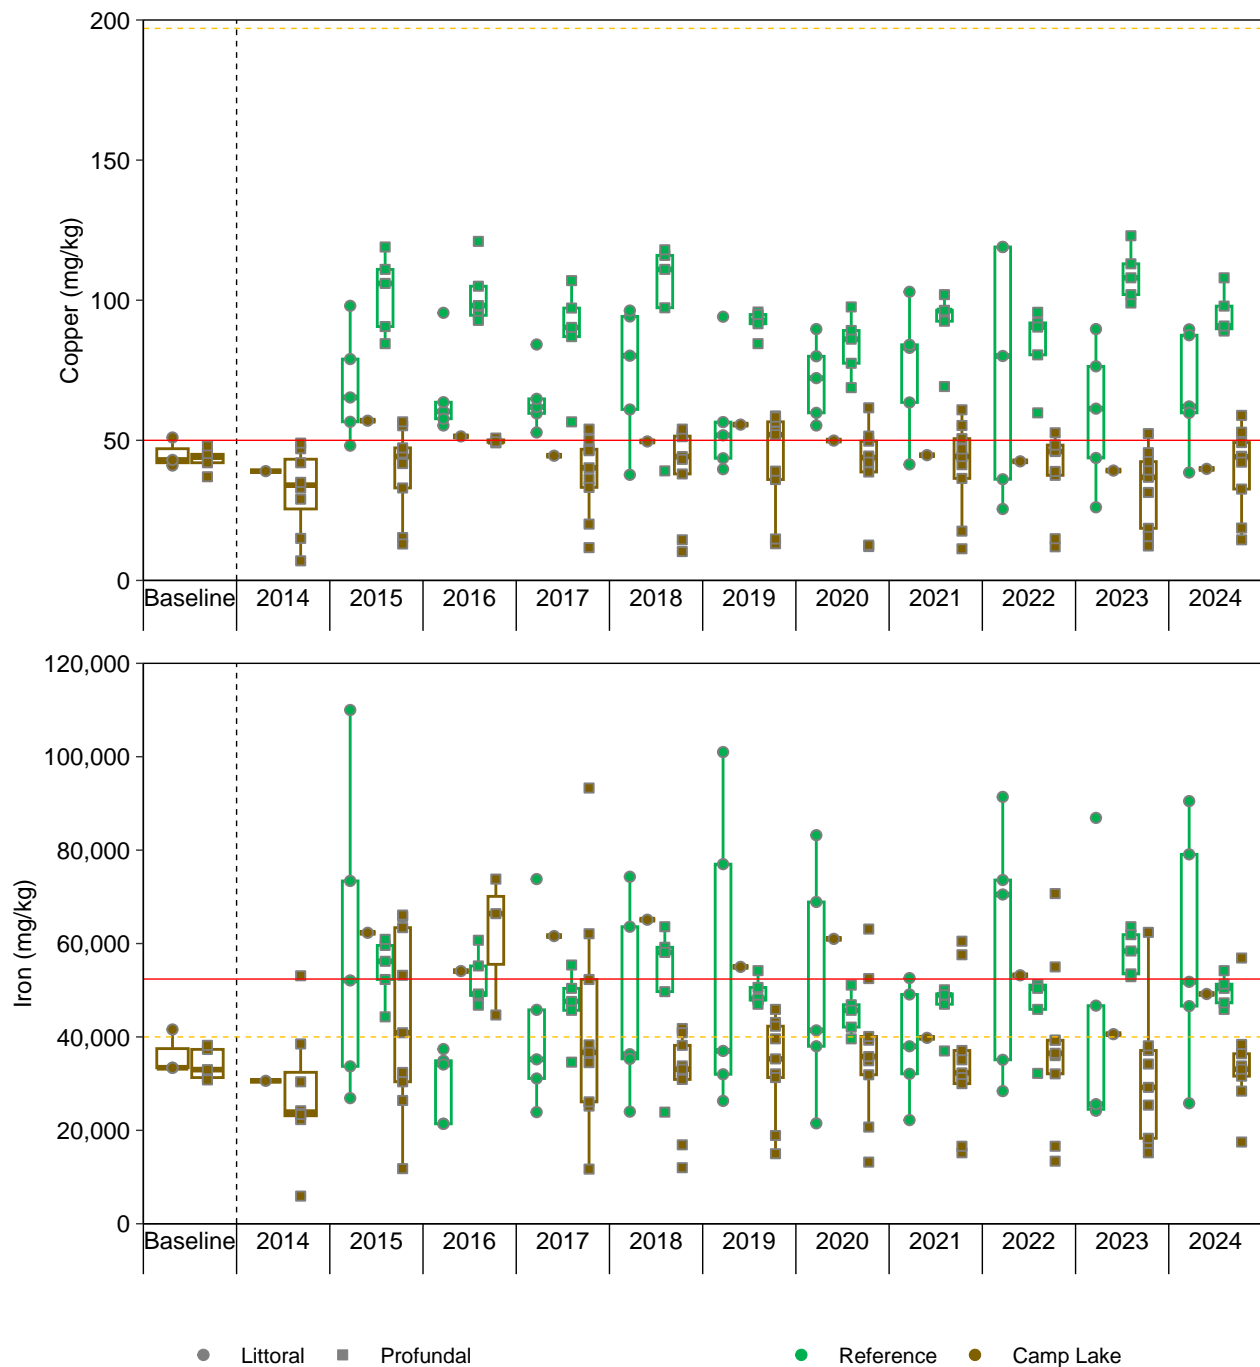 200
150
100
50
0
Copper (mg/kg)
Baseline 2014 2015 2016 2017 2018 2019 2020 2021 2022 2023 2024
120,000
100,000
80,000
60,000
40,000
20,000
0
Iron (mg/kg)
Baseline 2014 2015 2016 2017 2018 2019 2020 2021 2022 2023 2024
Littoral Profundal Reference Camp Lake